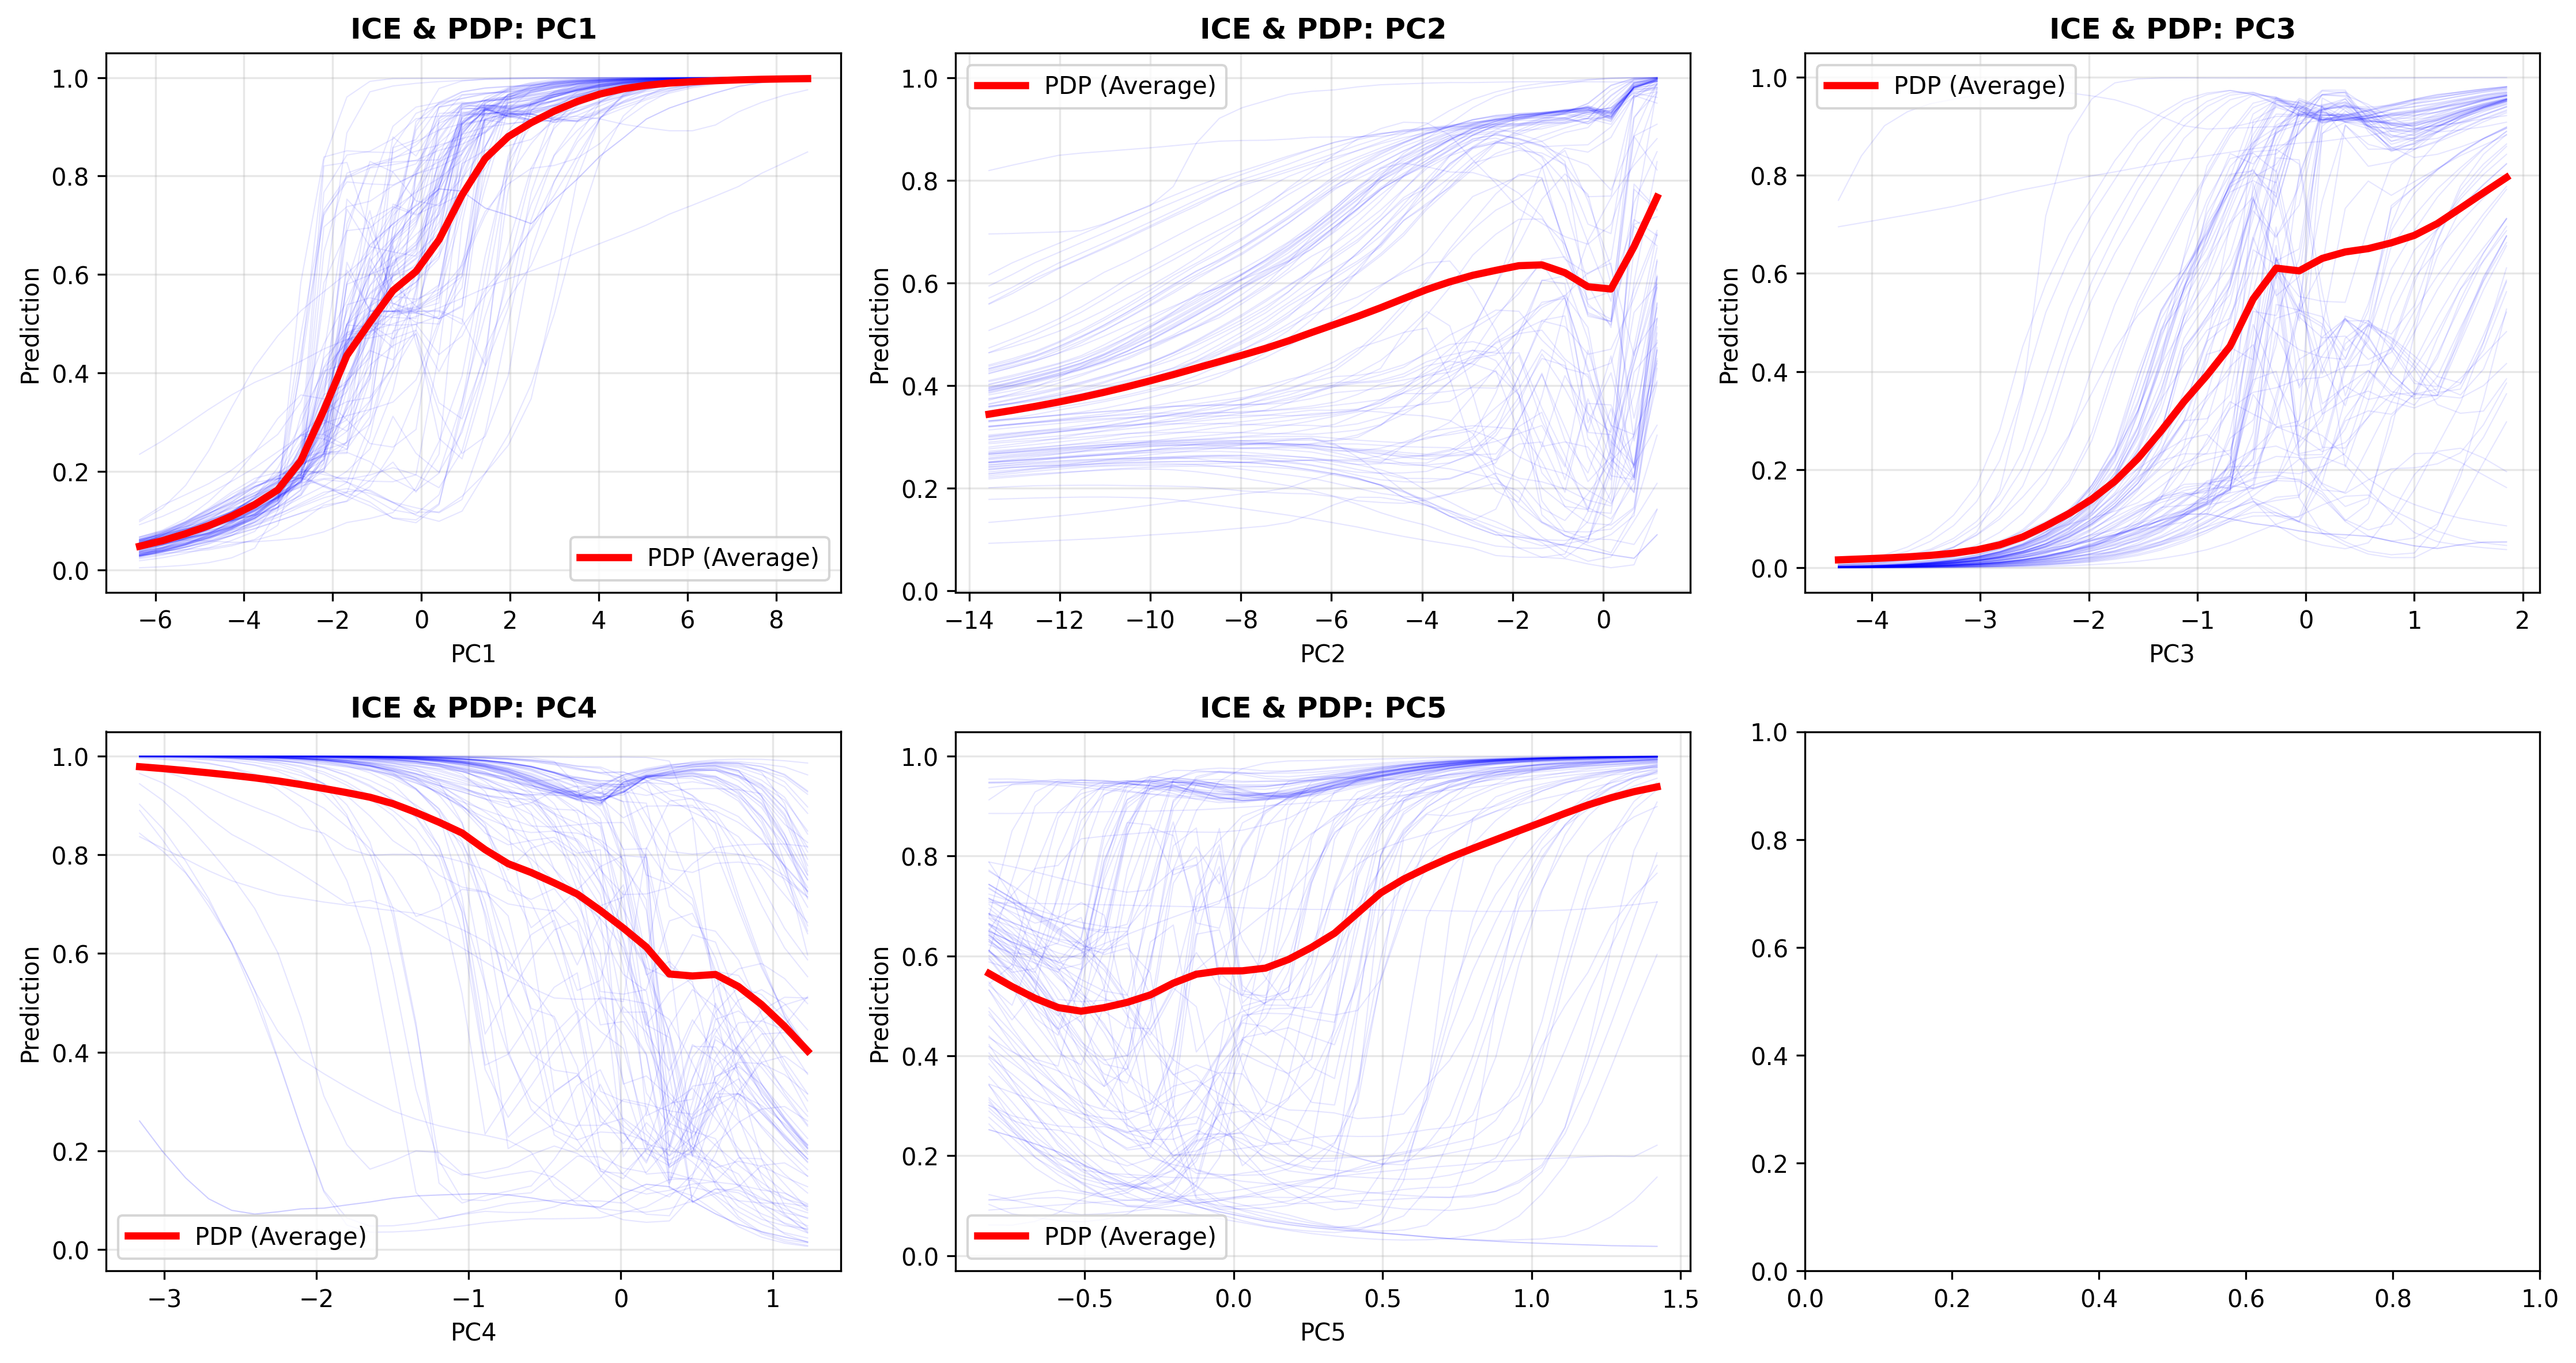 ICE & PDP: PC1
1.0
0.8
0.6
0.4
0.2
0.0
Prediction
PDP (Average)
−6 −4 −2 0 2 4 6 8
PC1
ICE & PDP: PC2
PDP (Average)
1.0
0.8
0.6
0.4
0.2
0.0
Prediction
−14 −12 −10 −8 −6 −4 −2 0
PC2
ICE & PDP: PC3
PDP (Average)
1.0
0.8
0.6
0.4
0.2
0.0
Prediction
−4 −3 −2 −1 0 1 2
PC3
ICE & PDP: PC4
1.0
0.8
0.6
0.4
0.2
0.0
Prediction
PDP (Average)
−3 −2 −1 0 1
PC4
ICE & PDP: PC5
1.0
0.8
0.6
0.4
0.2
0.0
Prediction
PDP (Average)
−0.5 0.0 0.5 1.0 1.5
PC5
1.0
0.8
0.6
0.4
0.2
0.0
0.0 0.2 0.4 0.6 0.8 1.0